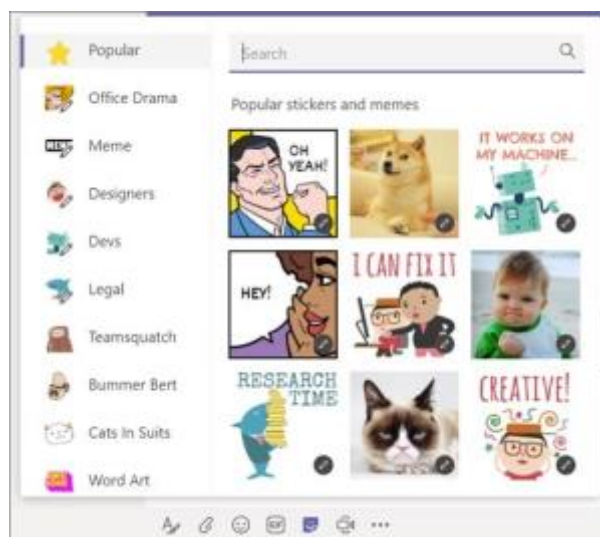 Popular
Office Drama
Meme
Designers
Devs
Legal
Teamsquatch
Bummer Bert
Cats In Suits
Word Art
Search
Popular stickers and memes
OH
YEAH!
IT WORKS ON
MY MACHINE...
HEY!
I CAN FIX IT
RESEARCH
TIME
CREATIVE!
GIF